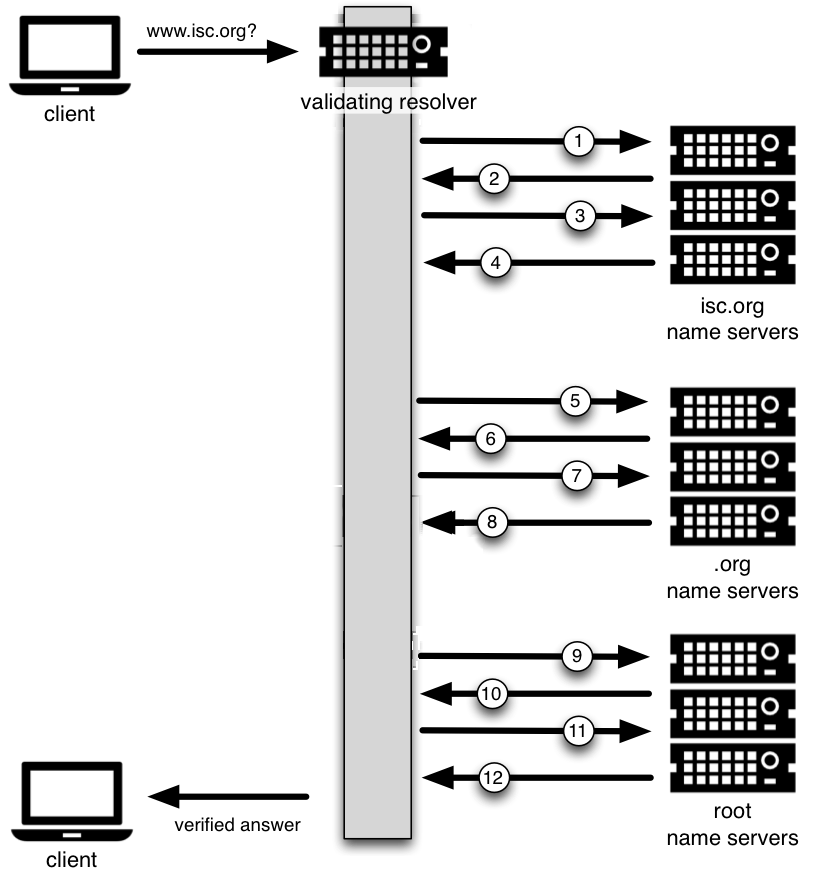 www.isc.org?
client
validating resolver
1
2
3
4
isc.org
name servers
5
6
7
8
.org
name servers
9
10
11
12
root
name servers
verified answer
client